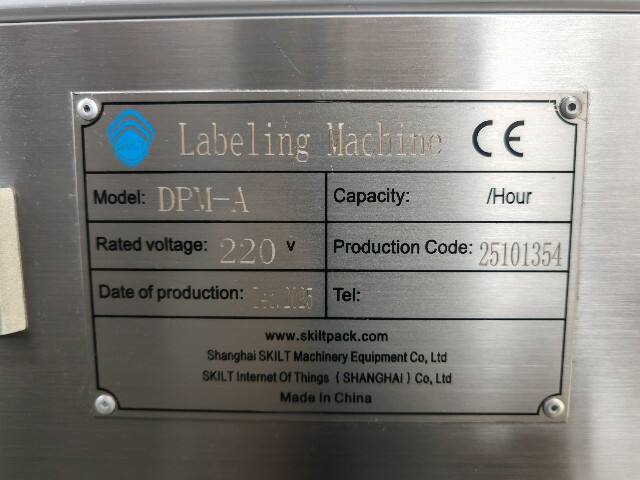 Labeling Machine CE
Model: DPM-A
Capacity: /Hour
Rated voltage: 220 V
Production Code: 25101354
Date of production: 2025
Tel:
www.skiltpack.com
Shanghai SKILT Machinery Equipment Co, Ltd
SKILT Internet Of Things ( SHANGHAI ) Co, Ltd
Made In China